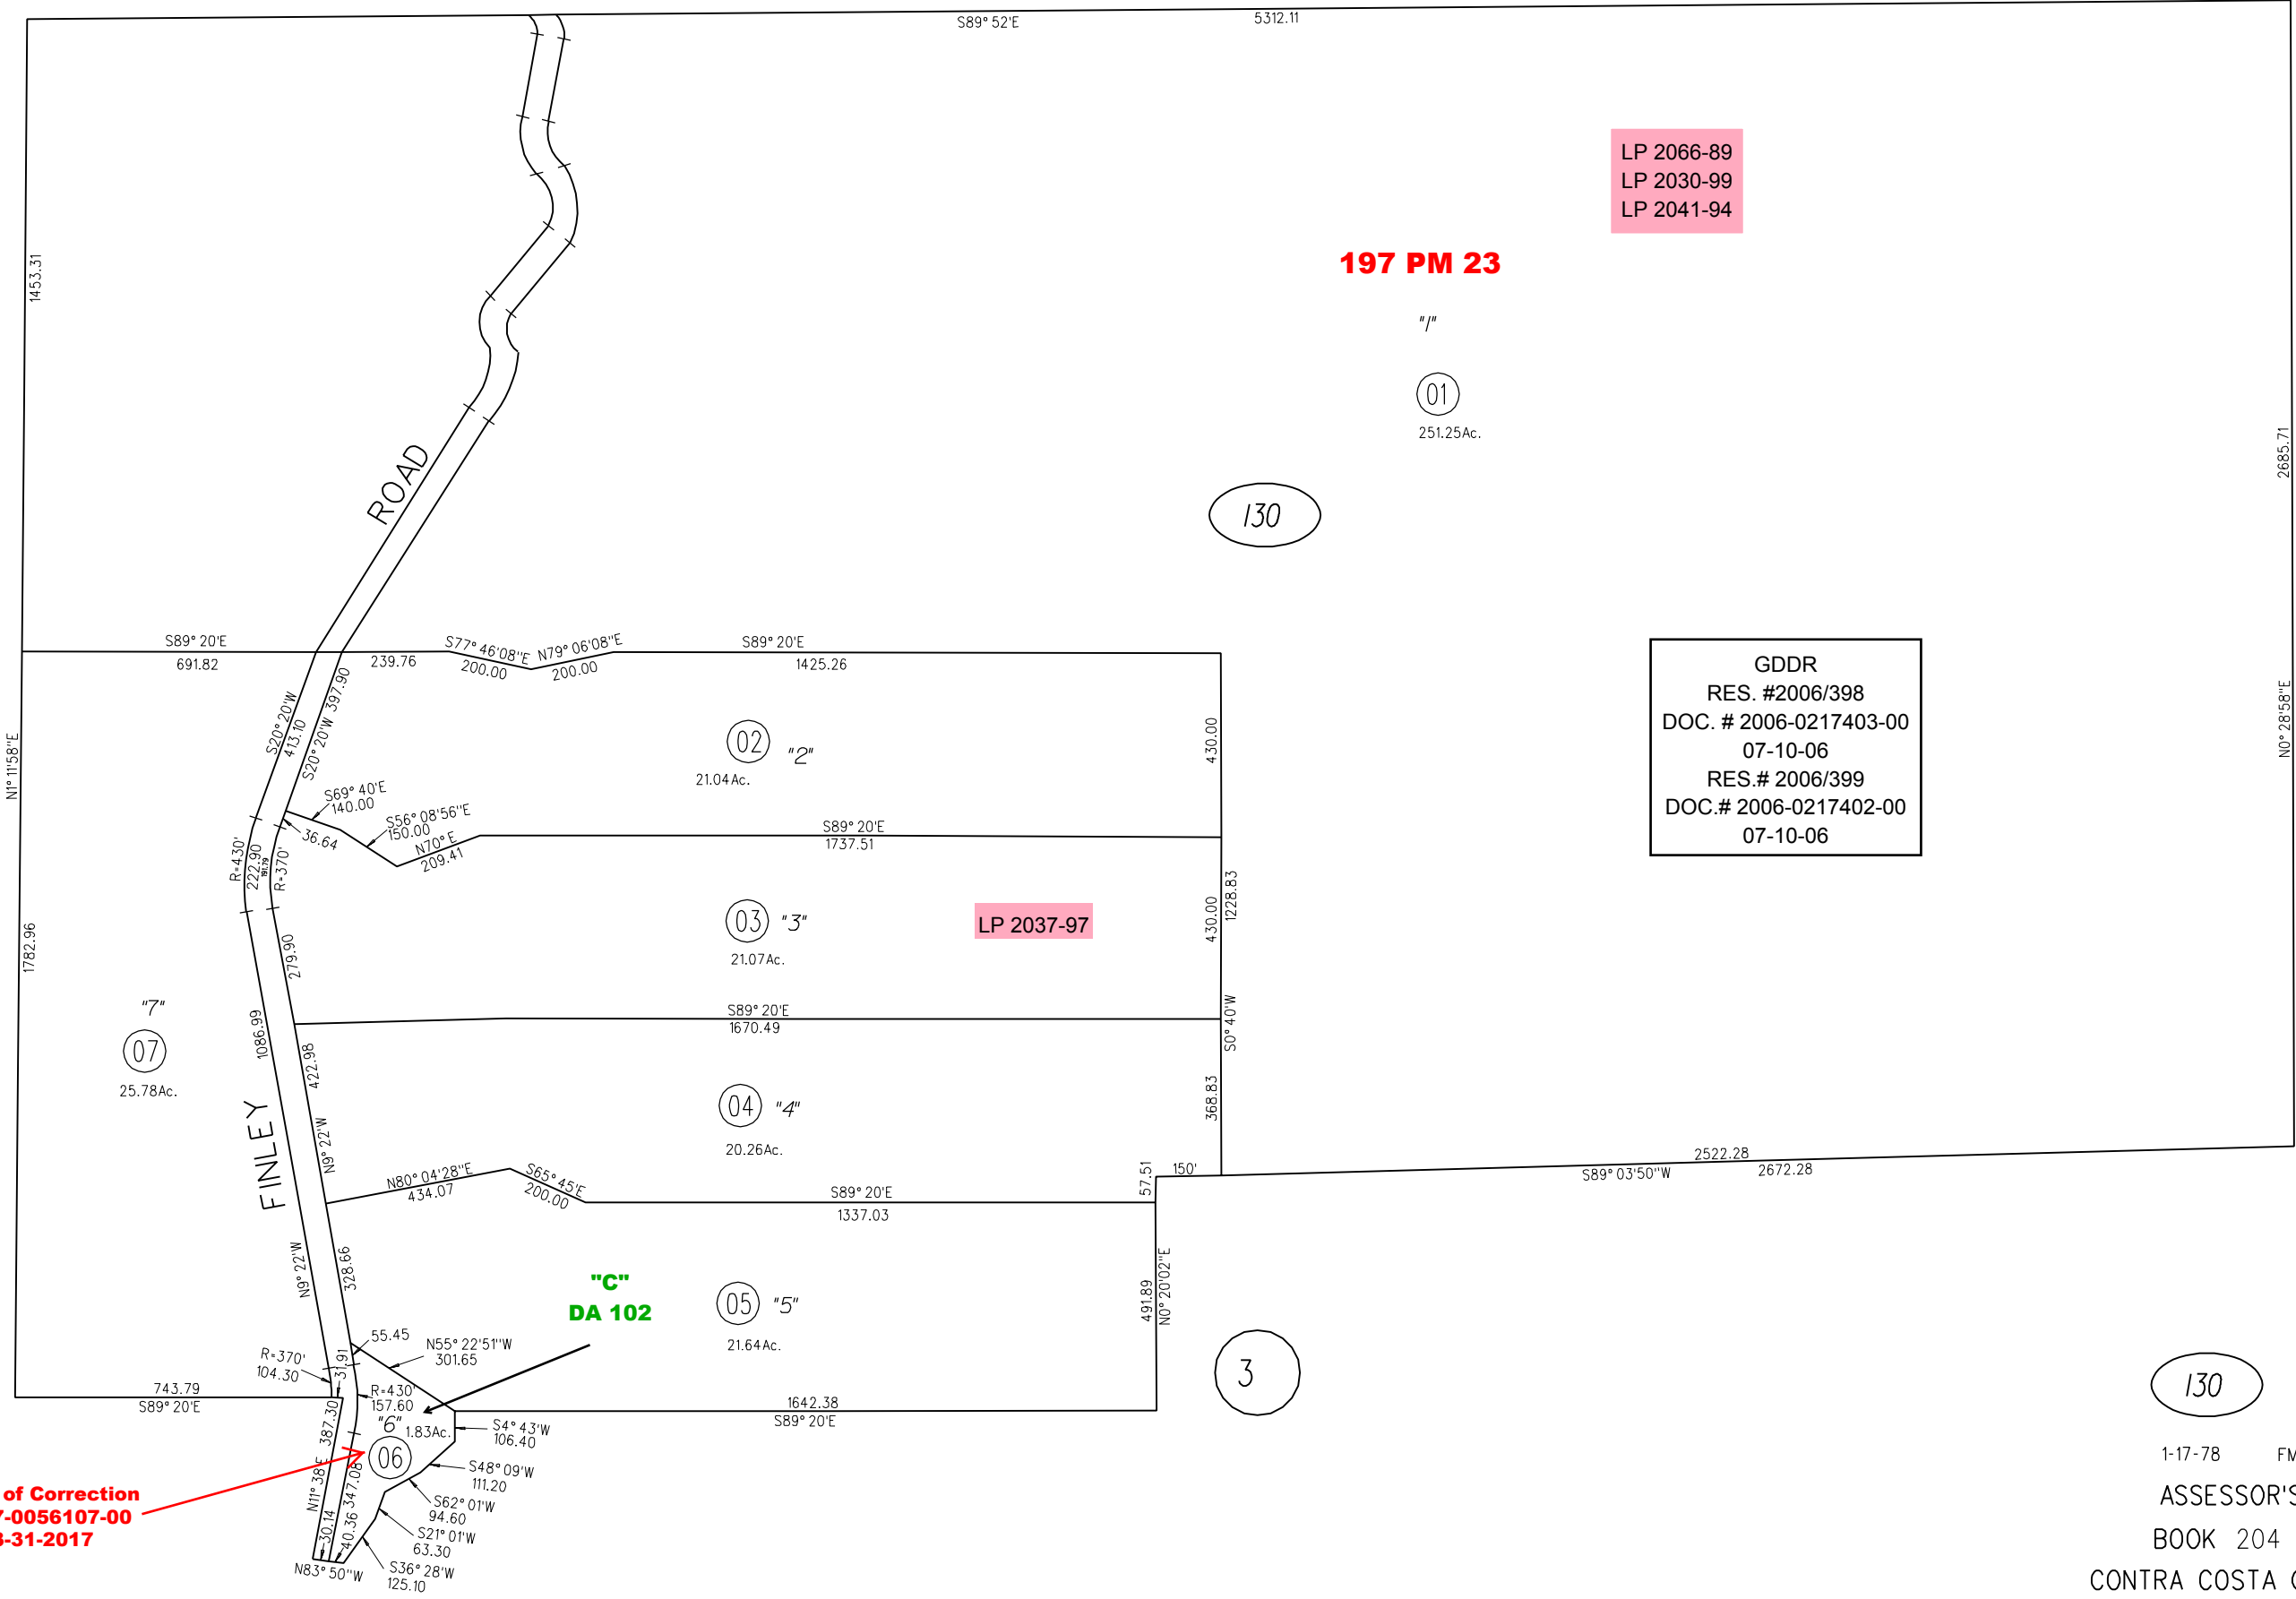 S89° 52'E
5312.11
LP 2066-89
LP 2030-99
LP 2041-94
197 PM 23
"1"
01
251.25Ac.
1453.31
2685.71
ROAD
130
S89° 20'E
691.82
239.76
S77° 46'08"E
200.00
N79° 06'08"E
200.00
S89° 20'E
1425.26
GDDR
RES. #2006/398
DOC. # 2006-0217403-00
07-10-06
RES.# 2006/399
DOC.# 2006-0217402-00
07-10-06
N0° 28'58"E
N1° 11'58"E
S20° 20'W
413.10
S20° 20'W 397.90
02 "2"
21.04Ac.
430.00
S69° 40'E
140.00
S56° 08'56"E
150.00
36.64
N70° E
209.41
S89° 20'E
1737.51
R=430'
222.90
191.79
R=370'
1228.83
430.00
03 "3"
21.07Ac.
LP 2037-97
1782.96
279.90
S89° 20'E
1670.49
S0° 40'W
"7"
07
25.78Ac.
1086.99
422.98
04 "4"
20.26Ac.
368.83
FINLEY
N9° 22'W
N80° 04'28"E
434.07
S65° 45'E
200.00
S89° 20'E
1337.03
57.51
150'
2522.28
S89° 03'50"W
2672.28
N9° 22'W
328.66
"C"
DA 102
05 "5"
21.64Ac.
491.89
N0° 20'02"E
55.45
N55° 22'51"W
301.65
R=370'
104.30
31.91
3
130
743.79
S89° 20'E
R=430'
157.60
"6"
1.83Ac.
06
1642.38
S89° 20'E
S4° 43'W
106.40
N11° 38'E 387.30
347.08
S48° 09'W
111.20
S62° 01'W
94.60
S21° 01'W
63.30
S36° 28'W
125.10
30.14
40.36
N83° 50"W
of Correction
7-0056107-00
3-31-2017
1-17-78 FM
ASSESSOR'S
BOOK 204
CONTRA COSTA